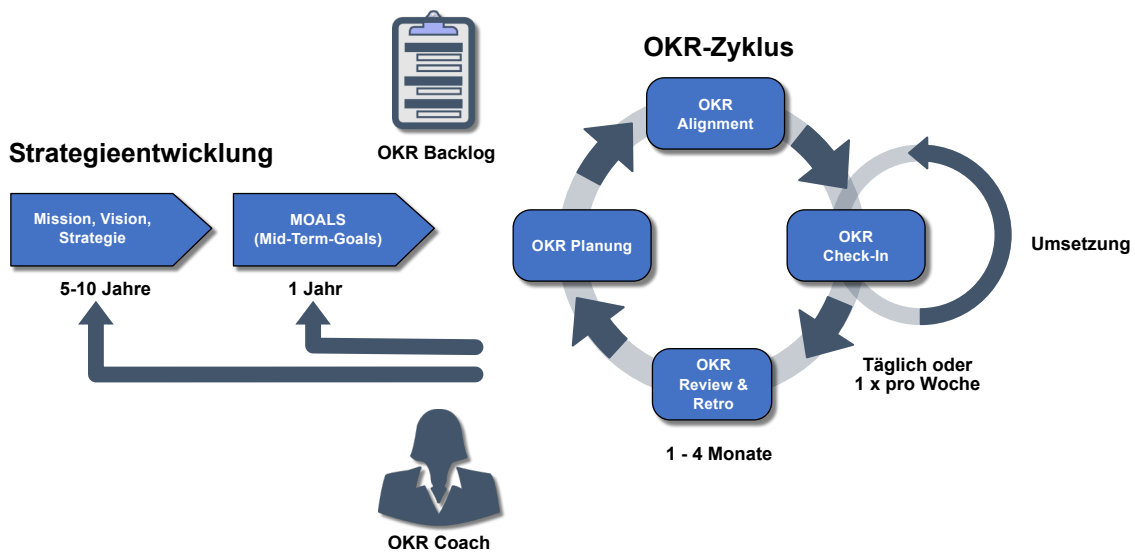 OKR Backlog
Strategieentwicklung
Mission, Vision,
Strategie
5-10 Jahre
MOALS
(Mid-Term-Goals)
1 Jahr
OKR Coach
OKR-Zyklus
OKR
Alignment
OKR Planung
OKR
Check-In
Umsetzung
OKR
Review &
Retro
Täglich oder
1 x pro Woche
1 - 4 Monate